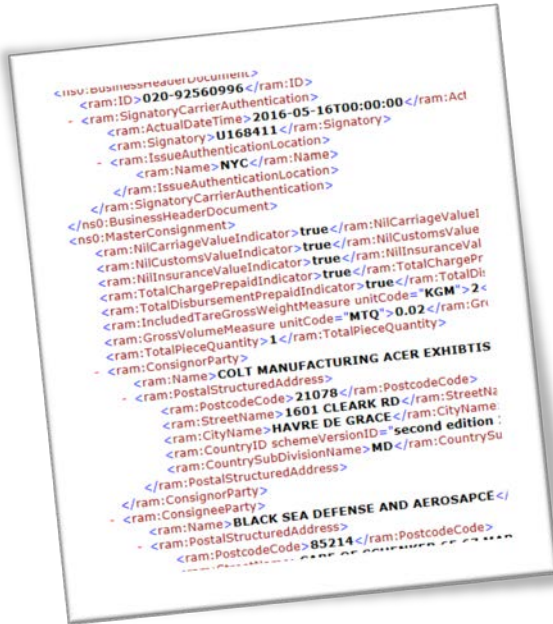 <ns0:BusinessHeaderDocument>
<ram:ID>020-92560996</ram:ID>
- <ram:SignatoryCarrierAuthentication>
<ram:ActualDateTime>2016-05-16T00:00:00</ram:Act
<ram:Signatory>U168411</ram:Signatory>
- <ram:IssueAuthenticationLocation>
<ram:Name>NYC</ram:Name>
</ram:IssueAuthenticationLocation>
</ram:SignatoryCarrierAuthentication>
</ns0:BusinessHeaderDocument>
<ns0:MasterConsignment>
<ram:NilCarriageValueIndicator>true</ram:NilCarriageValueI
<ram:NilCustomsValueIndicator>true</ram:NilCustomsValue
<ram:NilInsuranceValueIndicator>true</ram:NilInsuranceVal
<ram:TotalChargePrepaidIndicator>true</ram:TotalChargePr
<ram:TotalDisbursementPrepaidIndicator>true</ram:TotalDis
<ram:IncludedTareGrossWeightMeasure unitCode="KGM">2<
<ram:GrossVolumeMeasure unitCode="MTQ">0.02</ram:Gro
<ram:TotalPieceQuantity>1</ram:TotalPieceQuantity>
- <ram:ConsignorParty>
<ram:Name>COLT MANUFACTURING ACER EXHIBTIS
- <ram:PostalStructuredAddress>
<ram:PostcodeCode>21078</ram:PostcodeCode>
<ram:StreetName>1601 CLEARK RD</ram:StreetNa
<ram:CityName>HAVRE DE GRACE</ram:CityName
<ram:CountryID schemeVersionID="second edition
<ram:CountrySubDivisionName>MD</ram:CountrySu
</ram:PostalStructuredAddress>
</ram:ConsignorParty>
- <ram:ConsigneeParty>
<ram:Name>BLACK SEA DEFENSE AND AEROSAPCE</
- <ram:PostalStructuredAddress>
<ram:PostcodeCode>85214</ram:PostcodeCode>